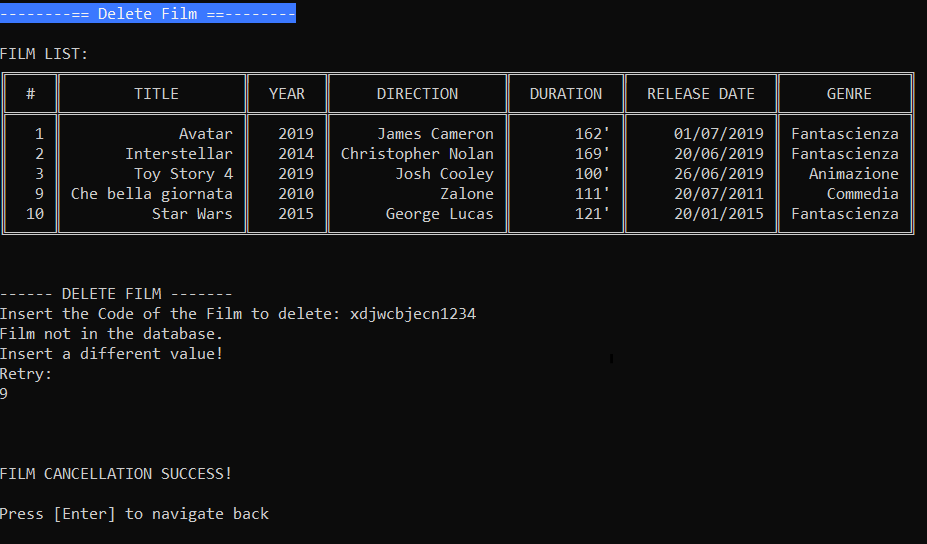 --------== Delete Film ==--------
FILM LIST:
# TITLE YEAR DIRECTION DURATION RELEASE DATE GENRE
1 Avatar 2019 James Cameron 162' 01/07/2019 Fantascienza
2 Interstellar 2014 Christopher Nolan 169' 20/06/2019 Fantascienza
3 Toy Story 4 2019 Josh Cooley 100' 26/06/2019 Animazione
9 Che bella giornata 2010 Zalone 111' 20/07/2011 Commedia
10 Star Wars 2015 George Lucas 121' 20/01/2015 Fantascienza
------ DELETE FILM -------
Insert the Code of the Film to delete: xdjwcbjecn1234
Film not in the database.
Insert a different value!
Retry:
9
FILM CANCELLATION SUCCESS!
Press [Enter] to navigate back